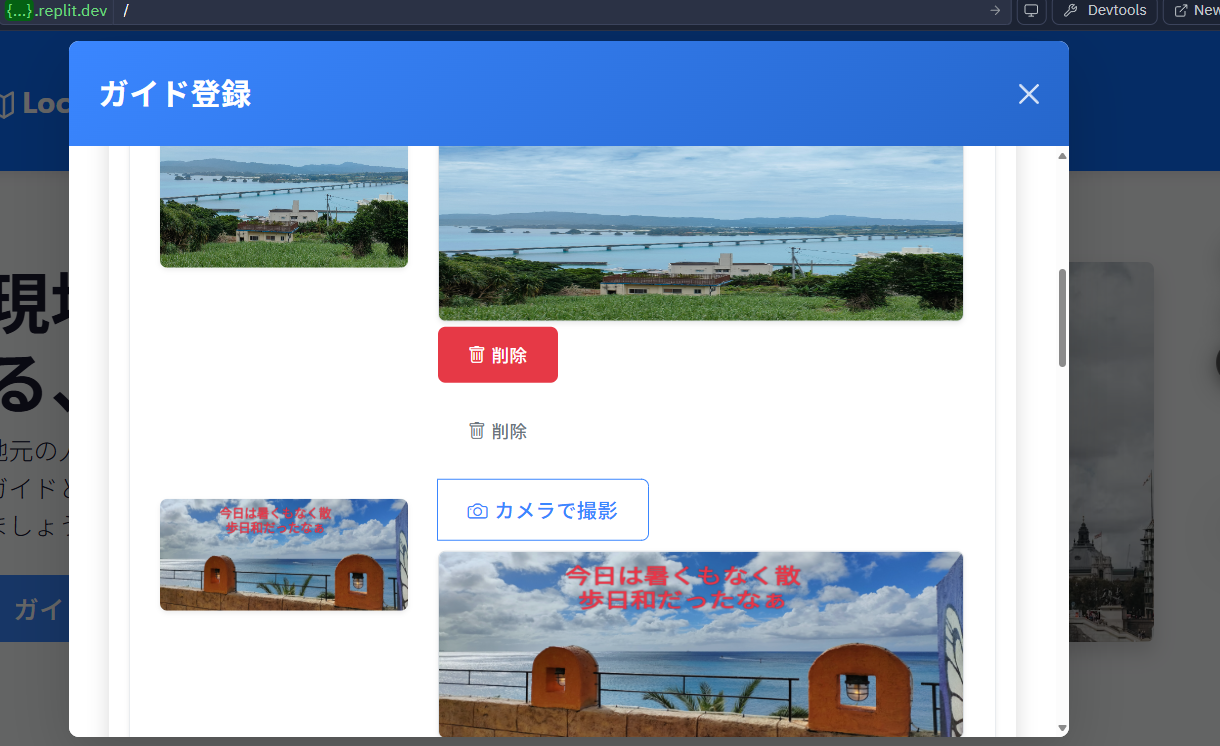 {...}.replit.dev /
Devtools
New
Loc
ガイド登録
現
る、
地元の
ガイド
ましょう
ガイ
削除
削除
カメラで撮影
今日は暑くもなく散
歩日和だったなぁ
今日は暑くもなく散
歩日和だったなぁ